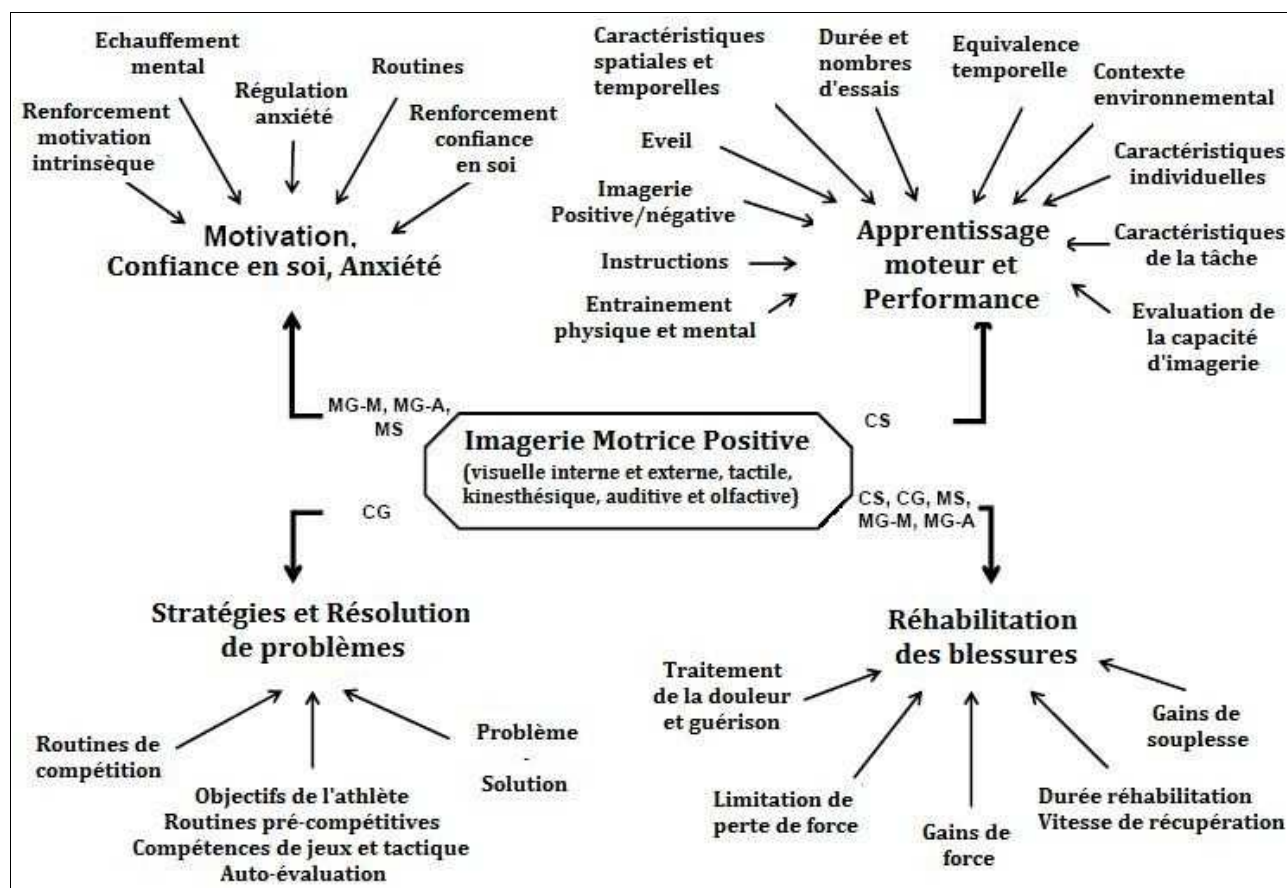 Echauffement
mental
Routines
Régulation
anxiété
Renforcement
motivation
intrinsèque
Renforcement
confiance
en soi
Motivation,
Confiance en soi, Anxiété
Caractéristiques
spatiales et
temporelles
Durée et
nombres
d'essais
Equivalence
temporelle
Contexte
environnemental
Eveil
Caractéristiques
individuelles
Imagerie
Positive/négative
Apprentissage
moteur et
Performance
Caractéristiques
de la tâche
Instructions
Entrainement
physique et mental
Evaluation de
la capacité
d'imagerie
MG-M, MG-A,
MS
CS
Imagerie Motrice Positive
(visuelle interne et externe, tactile,
kinesthésique, auditive et olfactive)
CG
CS, CG, MS,
MG-M, MG-A
Stratégies et Résolution
de problèmes
Routines de
compétition
Problème
-
Solution
Objectifs de l'athlète
Routines pré-compétitives
Compétences de jeux et tactique
Auto-évaluation
Réhabilitation
des blessures
Traitement
de la douleur
et guérison
Gains de
souplesse
Limitation de
perte de force
Gains de
force
Durée réhabilitation
Vitesse de récupération